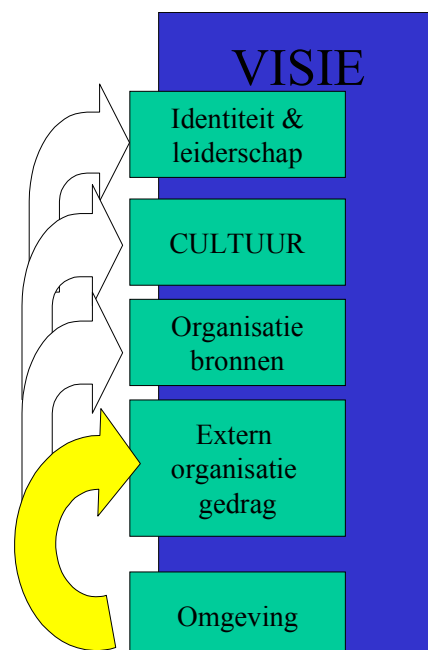 VISIE
Identiteit &
leiderschap
CULTUUR
Organisatie
bronnen
Extern
organisatie
gedrag
Omgeving